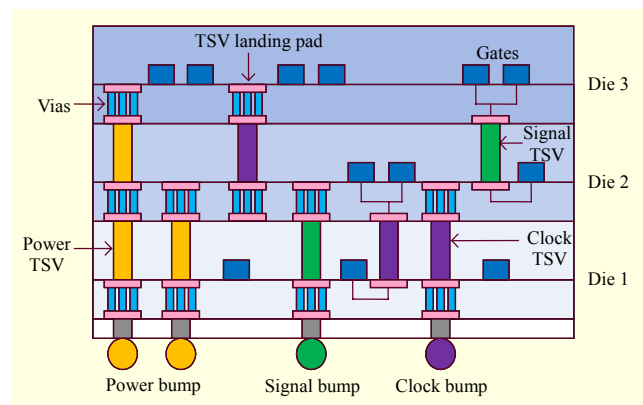 TSV landing pad
Gates
Die 3
Vias
Signal
TSV
Die 2
Power
TSV
Clock
TSV
Die 1
Power bump
Signal bump
Clock bump